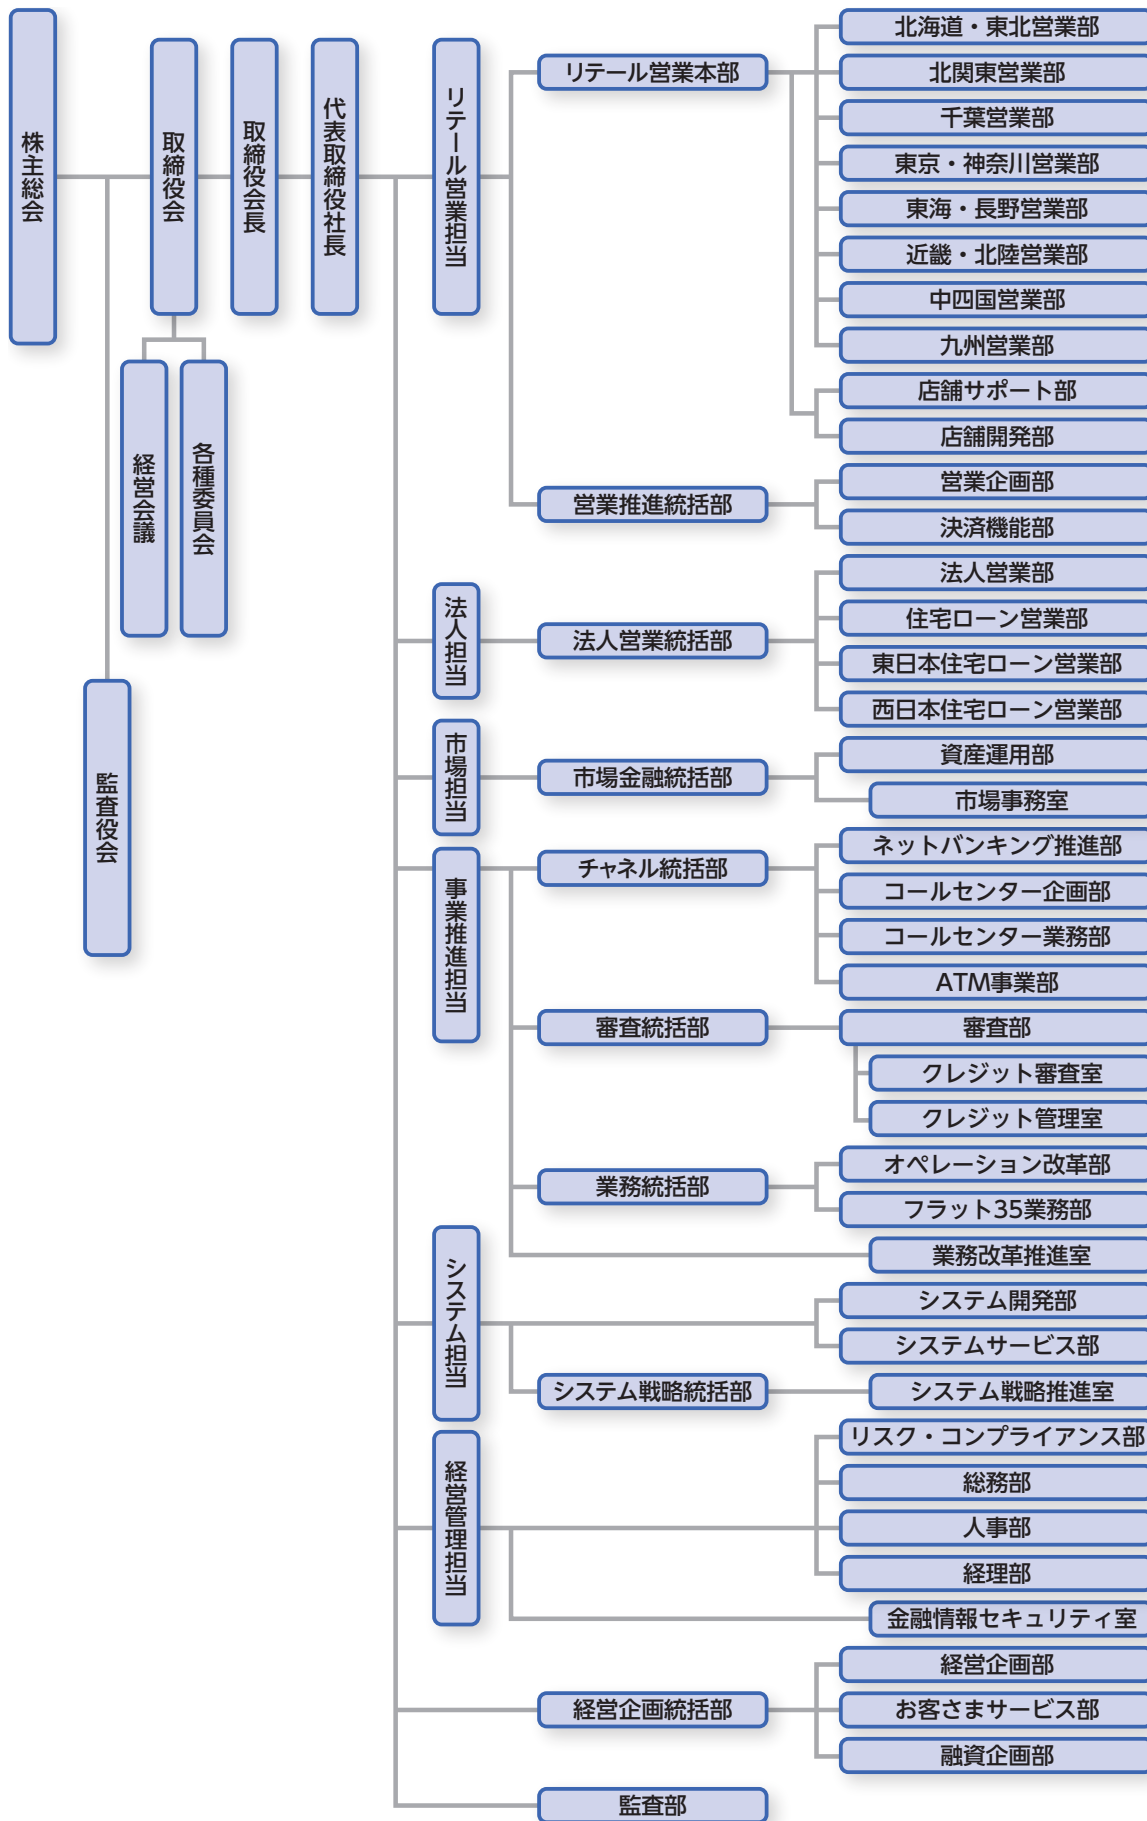 株主総会
取締役会
取締役会長
代表取締役社長
経営会議
各種委員会
監査役会
リテール営業担当
リテール営業本部
北海道・東北営業部
北関東営業部
千葉営業部
東京・神奈川営業部
東海・長野営業部
近畿・北陸営業部
中四国営業部
九州営業部
店舗サポート部
店舗開発部
営業推進統括部
営業企画部
決済機能部
法人担当
法人営業統括部
法人営業部
住宅ローン営業部
東日本住宅ローン営業部
西日本住宅ローン営業部
市場担当
市場金融統括部
資産運用部
市場事務室
事業推進担当
チャネル統括部
ネットバンキング推進部
コールセンター企画部
コールセンター業務部
ATM事業部
審査統括部
審査部
クレジット審査室
クレジット管理室
業務統括部
オペレーション改革部
フラット35業務部
業務改革推進室
システム担当
システム開発部
システムサービス部
システム戦略統括部
システム戦略推進室
経営管理担当
リスク・コンプライアンス部
総務部
人事部
経理部
金融情報セキュリティ室
経営企画統括部
経営企画部
お客さまサービス部
融資企画部
監査部